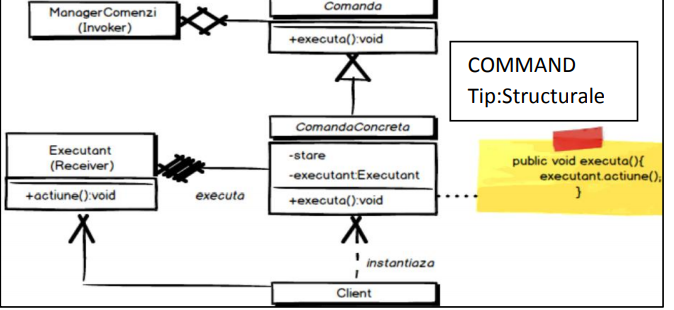 ManagerComenzi
(Invoker)
Comanda
+executa():void
COMMAND
Tip:Structurale
ComandaConcreta
-stare
-executant:Executant
+executa():void
Executant
(Receiver)
+actiune():void
executa
public void executa(){
executant.actiune();
}
instantiaza
Client